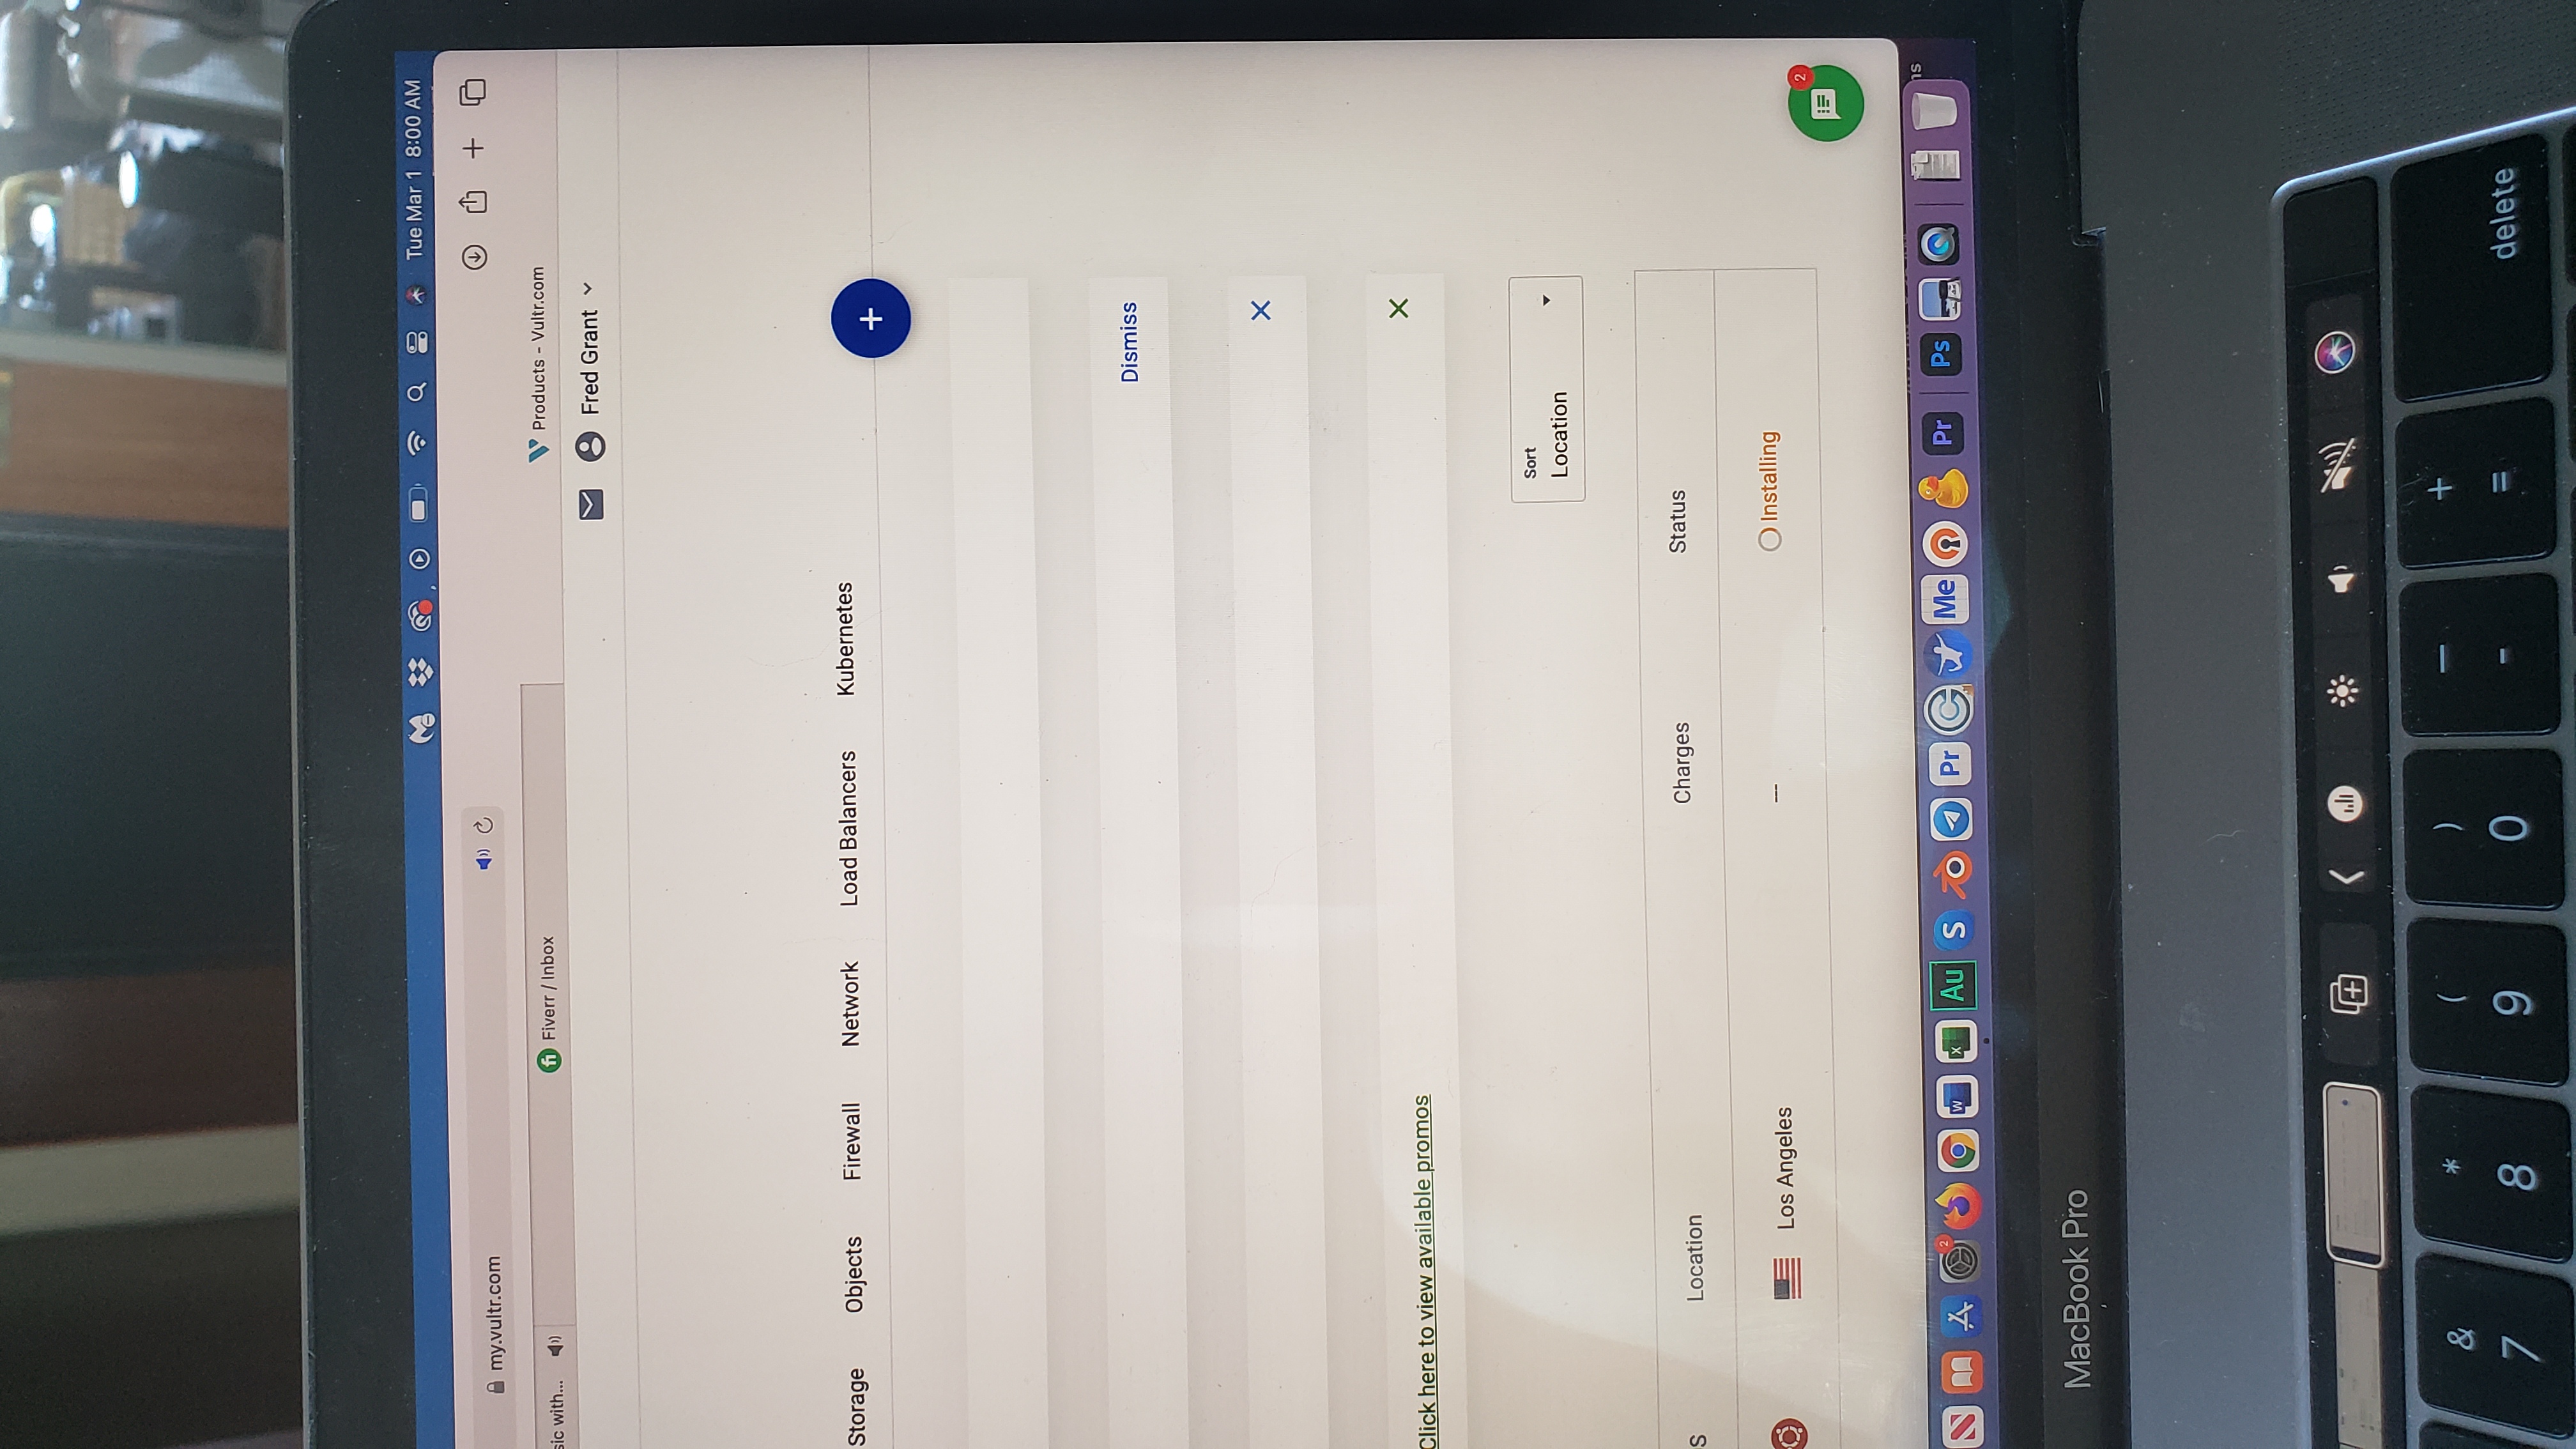 Tue Mar 1 8:00 AM
my.vultr.com
sic with...
Fiverr / Inbox
Products - Vultr.com
Fred Grant
Storage Objects Firewall Network Load Balancers Kubernetes
+
Dismiss
Click here to view available promos
Sort
Location
S Location Charges Status
Los Angeles --- Installing
2
ns
2
W
X
Au
S
Pr
Me
Pr
Ps
MacBook Pro
& * ( ) — +
7 8 9 0 - = delete